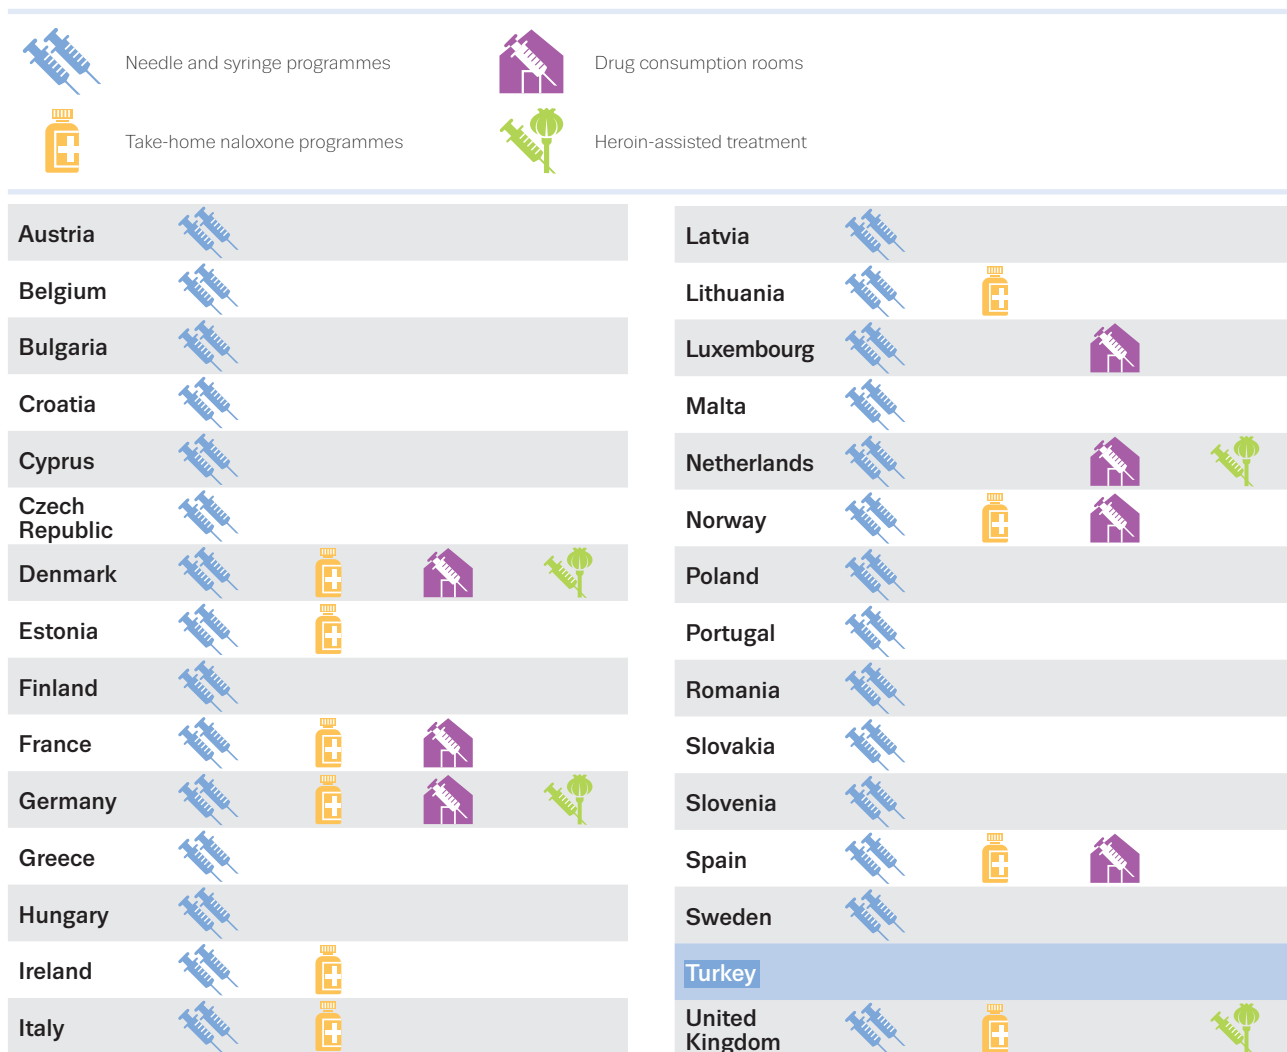 Needle and syringe programmes
Drug consumption rooms
Take-home naloxone programmes
Heroin-assisted treatment
Austria
Belgium
Bulgaria
Croatia
Cyprus
Czech
Republic
Denmark
Estonia
Finland
France
Germany
Greece
Hungary
Ireland
Italy
Latvia
Lithuania
Luxembourg
Malta
Netherlands
Norway
Poland
Portugal
Romania
Slovakia
Slovenia
Spain
Sweden
Turkey
United
Kingdom